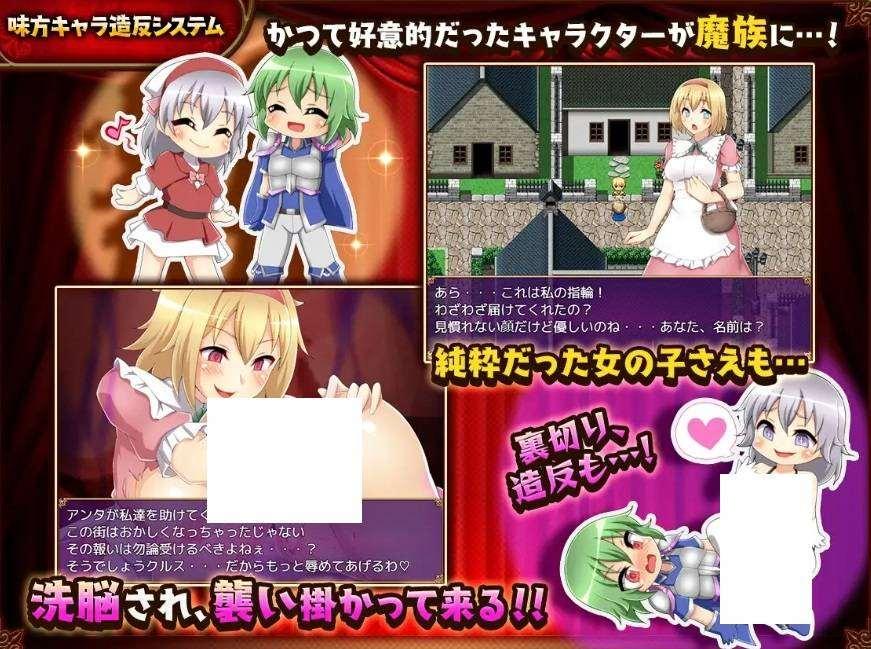 味方キャラ造反システム
かつて好意的だったキャラクターが魔族に…！
あら・・・これは私の指輪！
わざわざ届けてくれたの？
見慣れない顔だけど優しいのね・・・あなた、名前は？
純粋だった女の子さえも…
裏切り、
造反も…！
アンタが私達を助けてく
この街はおかしくなっちゃったじゃない
その報いは勿論受けるべきよねぇ・・・？
そうでしょうクルス・・・だからもっと辱めてあげるわ♡
洗脳され、襲い掛かって来る！！